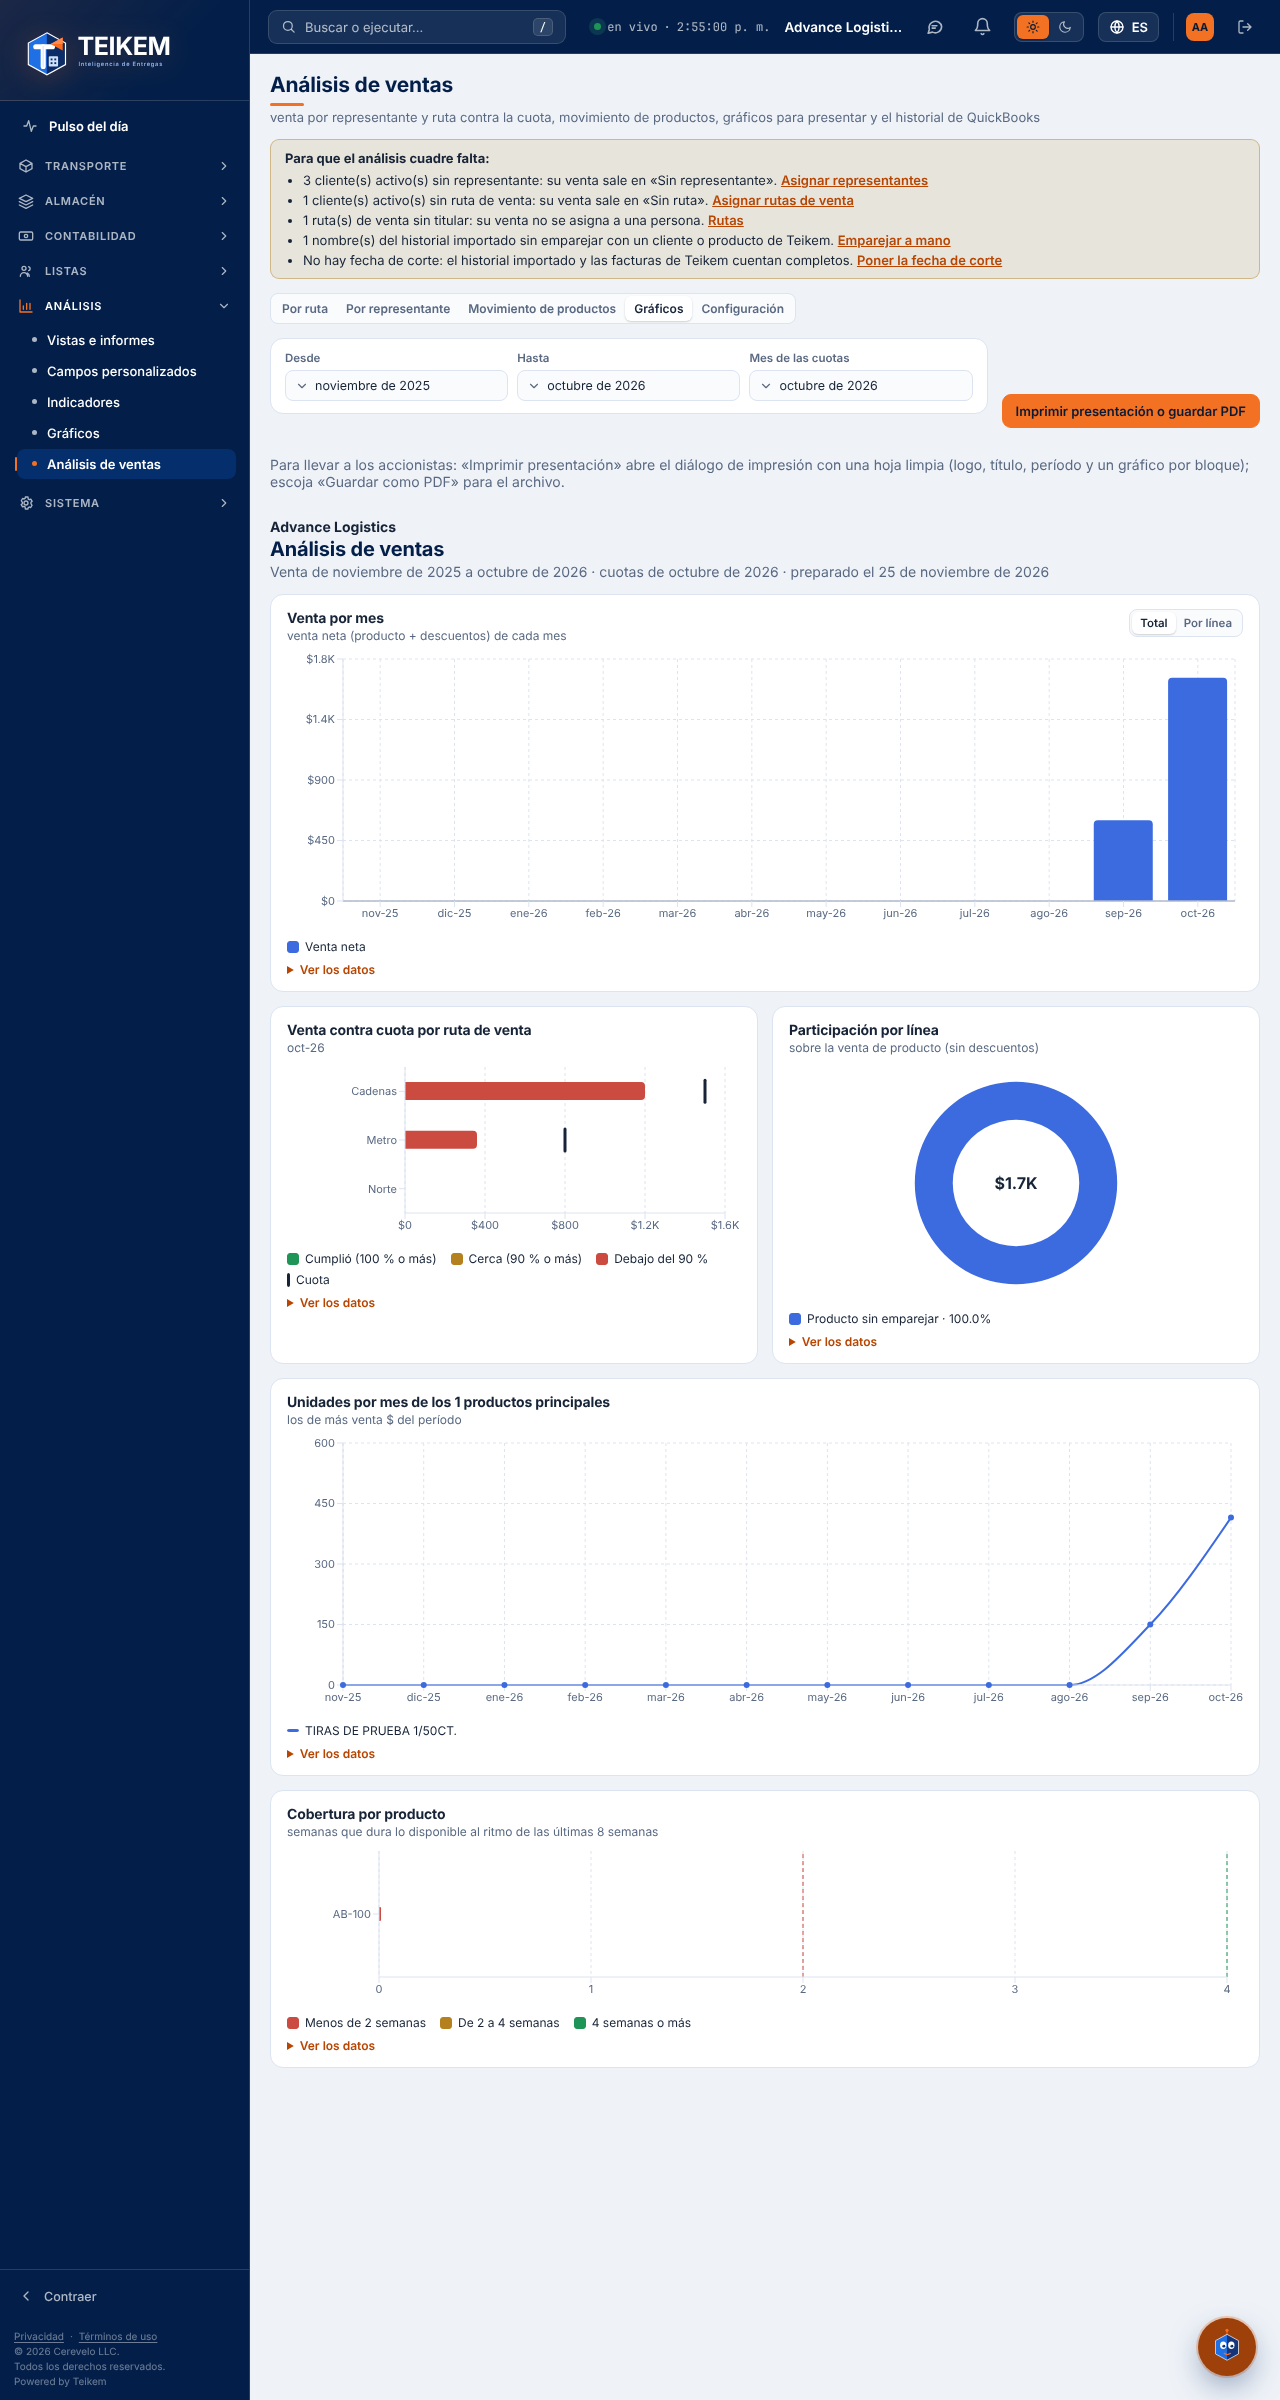 TEIKEM
Inteligencia de Entregas
Buscar o ejecutar...
/
en vivo · 2:55:00 p. m.
Advance Logisti...
ES
AA
Pulso del día
TRANSPORTE
ALMACÉN
CONTABILIDAD
LISTAS
ANÁLISIS
Vistas e informes
Campos personalizados
Indicadores
Gráficos
Análisis de ventas
SISTEMA
Contraer
Privacidad · Términos de uso
© 2026 Cerevelo LLC.
Todos los derechos reservados.
Powered by Teikem
Análisis de ventas
venta por representante y ruta contra la cuota, movimiento de productos, gráficos para presentar y el historial de QuickBooks
Para que el análisis cuadre falta:
3 cliente(s) activo(s) sin representante: su venta sale en «Sin representante». Asignar representantes
1 cliente(s) activo(s) sin ruta de venta: su venta sale en «Sin ruta». Asignar rutas de venta
1 ruta(s) de venta sin titular: su venta no se asigna a una persona. Rutas
1 nombre(s) del historial importado sin emparejar con un cliente o producto de Teikem. Emparejar a mano
No hay fecha de corte: el historial importado y las facturas de Teikem cuentan completos. Poner la fecha de corte
Por ruta Por representante Movimiento de productos Gráficos Configuración
Desde Hasta Mes de las cuotas
noviembre de 2025 octubre de 2026 octubre de 2026
Imprimir presentación o guardar PDF
Para llevar a los accionistas: «Imprimir presentación» abre el diálogo de impresión con una hoja limpia (logo, título, período y un gráfico por bloque);
escoja «Guardar como PDF» para el archivo.
Advance Logistics
Análisis de ventas
Venta de noviembre de 2025 a octubre de 2026 · cuotas de octubre de 2026 · preparado el 25 de noviembre de 2026
Venta por mes
venta neta (producto + descuentos) de cada mes
Total Por línea
$1.8K
$1.4K
$900
$450
$0
nov-25 dic-25 ene-26 feb-26 mar-26 abr-26 may-26 jun-26 jul-26 ago-26 sep-26 oct-26
Venta neta
Ver los datos
Venta contra cuota por ruta de venta
oct-26
Cadenas
Metro
Norte
$0 $400 $800 $1.2K $1.6K
Cumplió (100 % o más) Cerca (90 % o más) Debajo del 90 %
Cuota
Ver los datos
Participación por línea
sobre la venta de producto (sin descuentos)
$1.7K
Producto sin emparejar · 100.0%
Ver los datos
Unidades por mes de los 1 productos principales
los de más venta $ del período
600
450
300
150
0
nov-25 dic-25 ene-26 feb-26 mar-26 abr-26 may-26 jun-26 jul-26 ago-26 sep-26 oct-26
TIRAS DE PRUEBA 1/50CT.
Ver los datos
Cobertura por producto
semanas que dura lo disponible al ritmo de las últimas 8 semanas
AB-100
0 1 2 3 4
Menos de 2 semanas De 2 a 4 semanas 4 semanas o más
Ver los datos